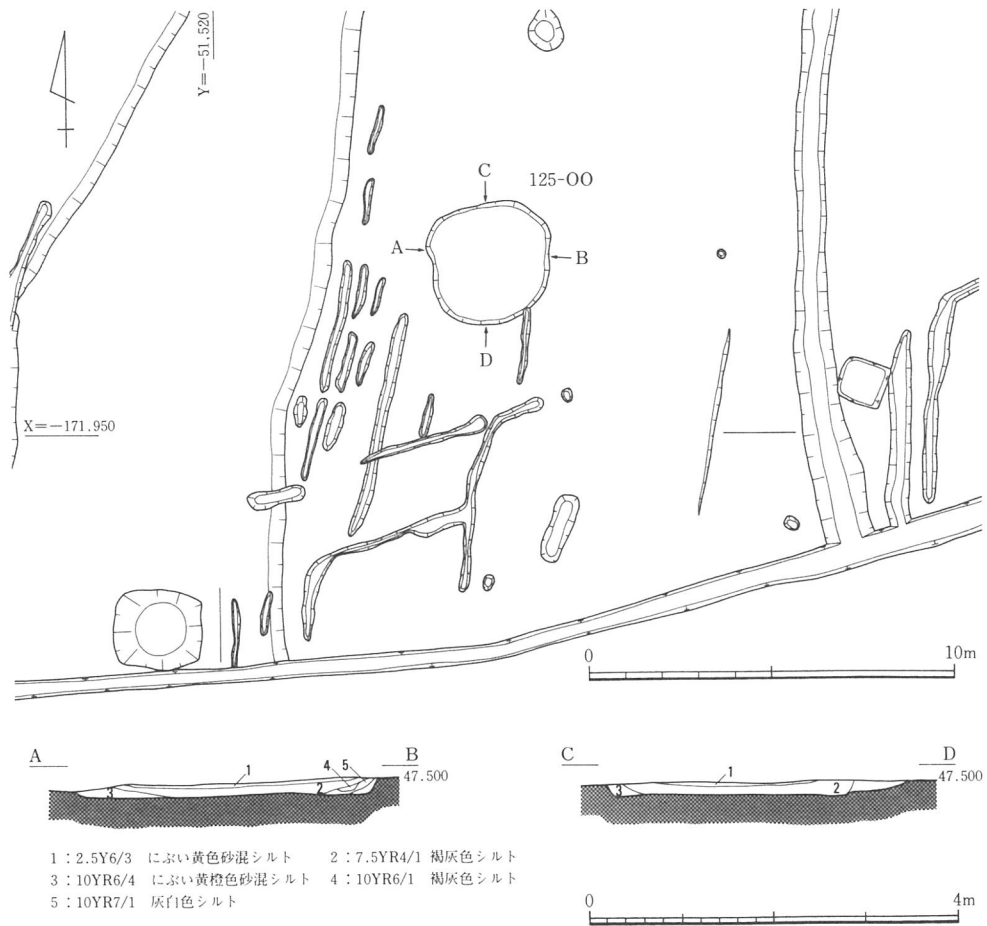 Y=−51.520
C
125-OO
A
B
D
X=−171.950
0 10m
A B
47.500
1
2
3
4
5
C D
47.500
1
2
3
1：2.5Y6/3 にぶい黄色砂混シルト 2：7.5YR4/1 褐灰色シルト
3：10YR6/4 にぶい黄橙色砂混シルト 4：10YR6/1 褐灰色シルト
5：10YR7/1 灰白色シルト
0 4m